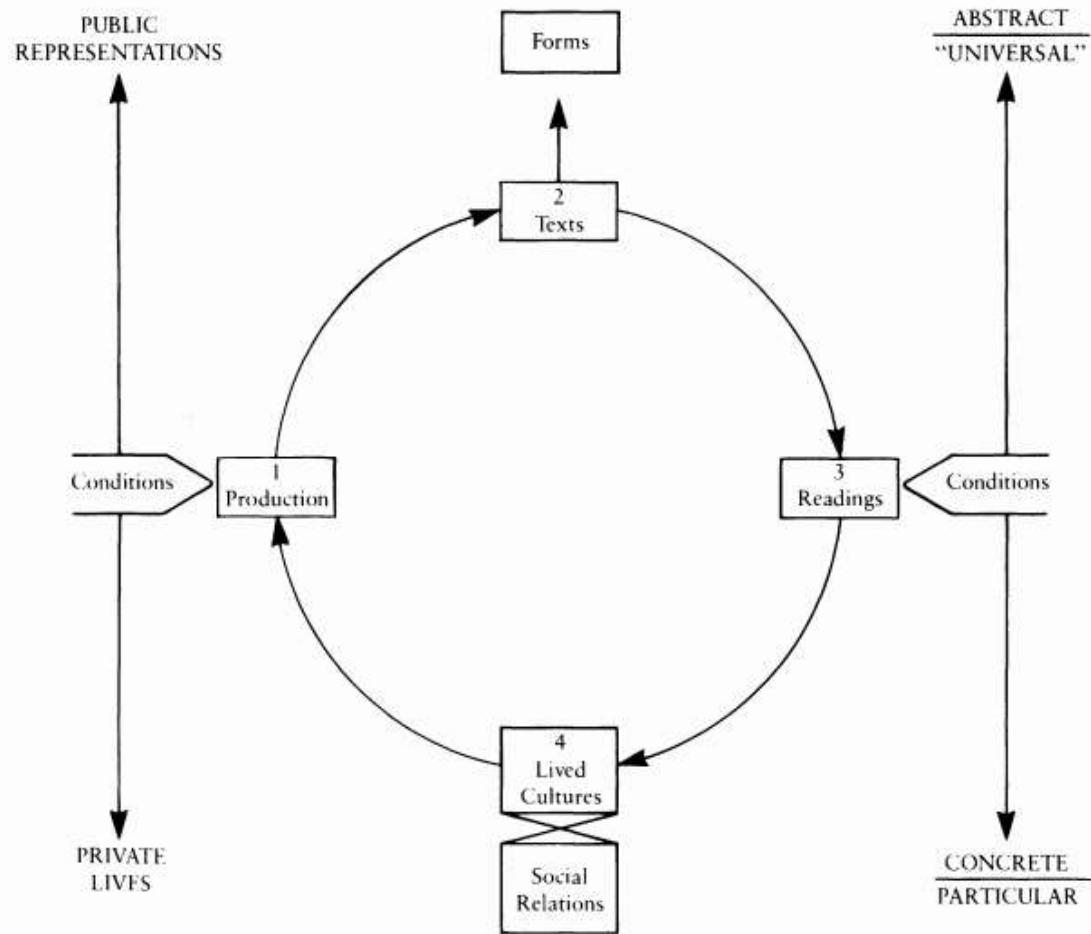 PUBLIC
REPRESENTATIONS
Forms
ABSTRACT
"UNIVERSAL"
2
Texts
Conditions
1
Production
3
Readings
Conditions
4
Lived
Cultures
PRIVATE
LIVES
Social
Relations
CONCRETE
PARTICULAR